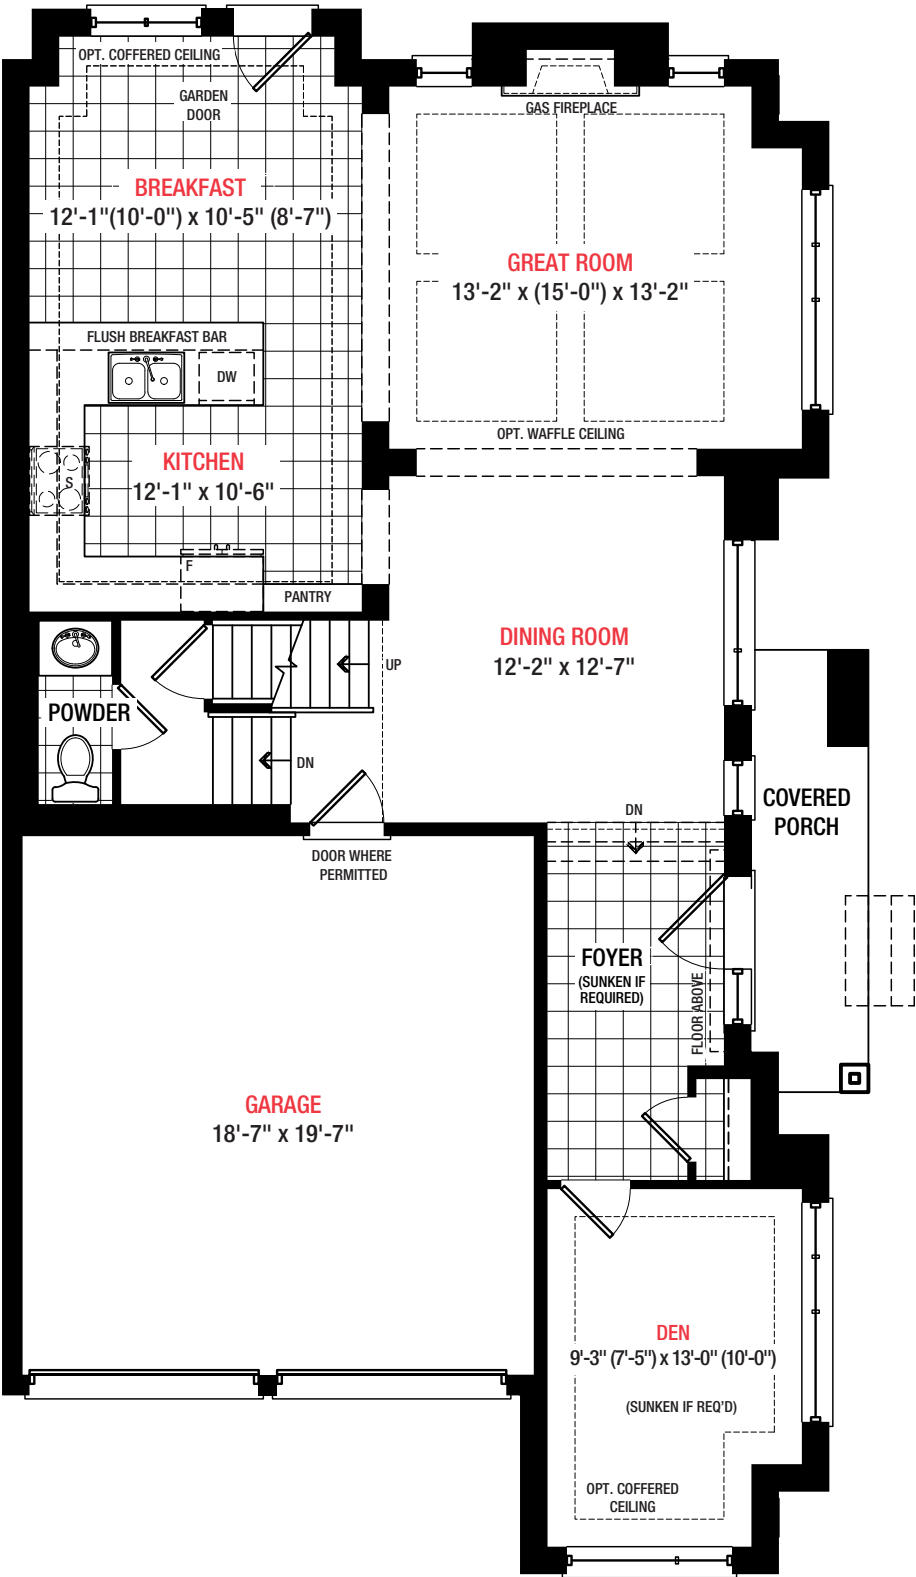 OPT. COFFERED CEILING
GARDEN
DOOR
GAS FIREPLACE
BREAKFAST
12'-1"(10'-0") x 10'-5" (8'-7")
GREAT ROOM
13'-2" x (15'-0") x 13'-2"
FLUSH BREAKFAST BAR
DW
OPT. WAFFLE CEILING
KITCHEN
12'-1" x 10'-6"
S
F
PANTRY
DINING ROOM
12'-2" x 12'-7"
UP
POWDER
DN
COVERED
PORCH
DN
DOOR WHERE
PERMITTED
FOYER
(SUNKEN IF
REQUIRED)
FLOOR ABOVE
GARAGE
18'-7" x 19'-7"
DEN
9'-3" (7'-5") x 13'-0" (10'-0")
(SUNKEN IF REQ'D)
OPT. COFFERED
CEILING